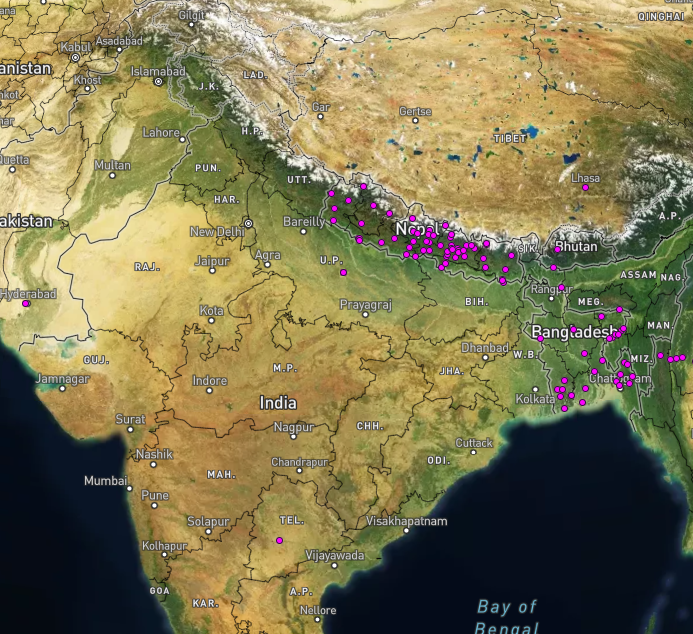 Gilgit
QINGHAI
Kabul
Asadabad
anistan
Khost
Islamabad
LAD.
J.K.
Gar
Gertse
Lahore
H.P.
TIBET
Quetta
Multan
PUN.
UTT.
Lhasa
HAR.
akistan
New Delhi
Bareilly
Nepal
A.P.
Bhutan
RAJ.
Jaipur
Agra
U.P.
ASSAM
NAG.
Hyderabad
Rangpur
Kota
Prayagraj
BIH.
MEG.
Bangladesh
MAN.
GUJ.
Dhanbad
W.B.
MIZ.
Jamnagar
Indore
M.P.
JHA.
India
Kolkata
Surat
Nagpur
CHH.
Nashik
Cuttack
Mumbai
MAH.
Chandrapur
ODI.
Pune
Solapur
TEL.
Visakhapatnam
Kolhapur
Vijayawada
GOA
KAR.
A.P.
Nellore
Bay of
Bengal